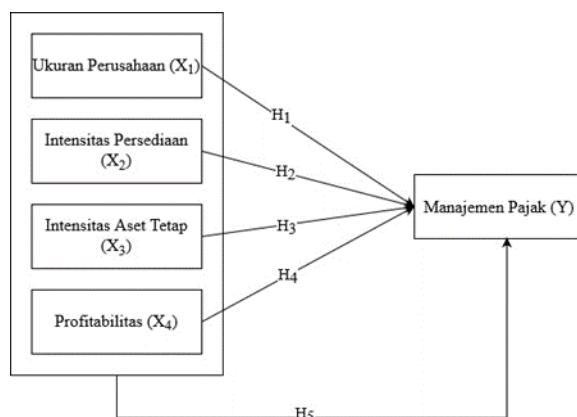 Ukuran Perusahaan (X1)
H1
Intensitas Persediaan
(X2)
H2
Manajemen Pajak (Y)
Intensitas Aset Tetap
(X3)
H3
H4
Profitabilitas (X4)
H5